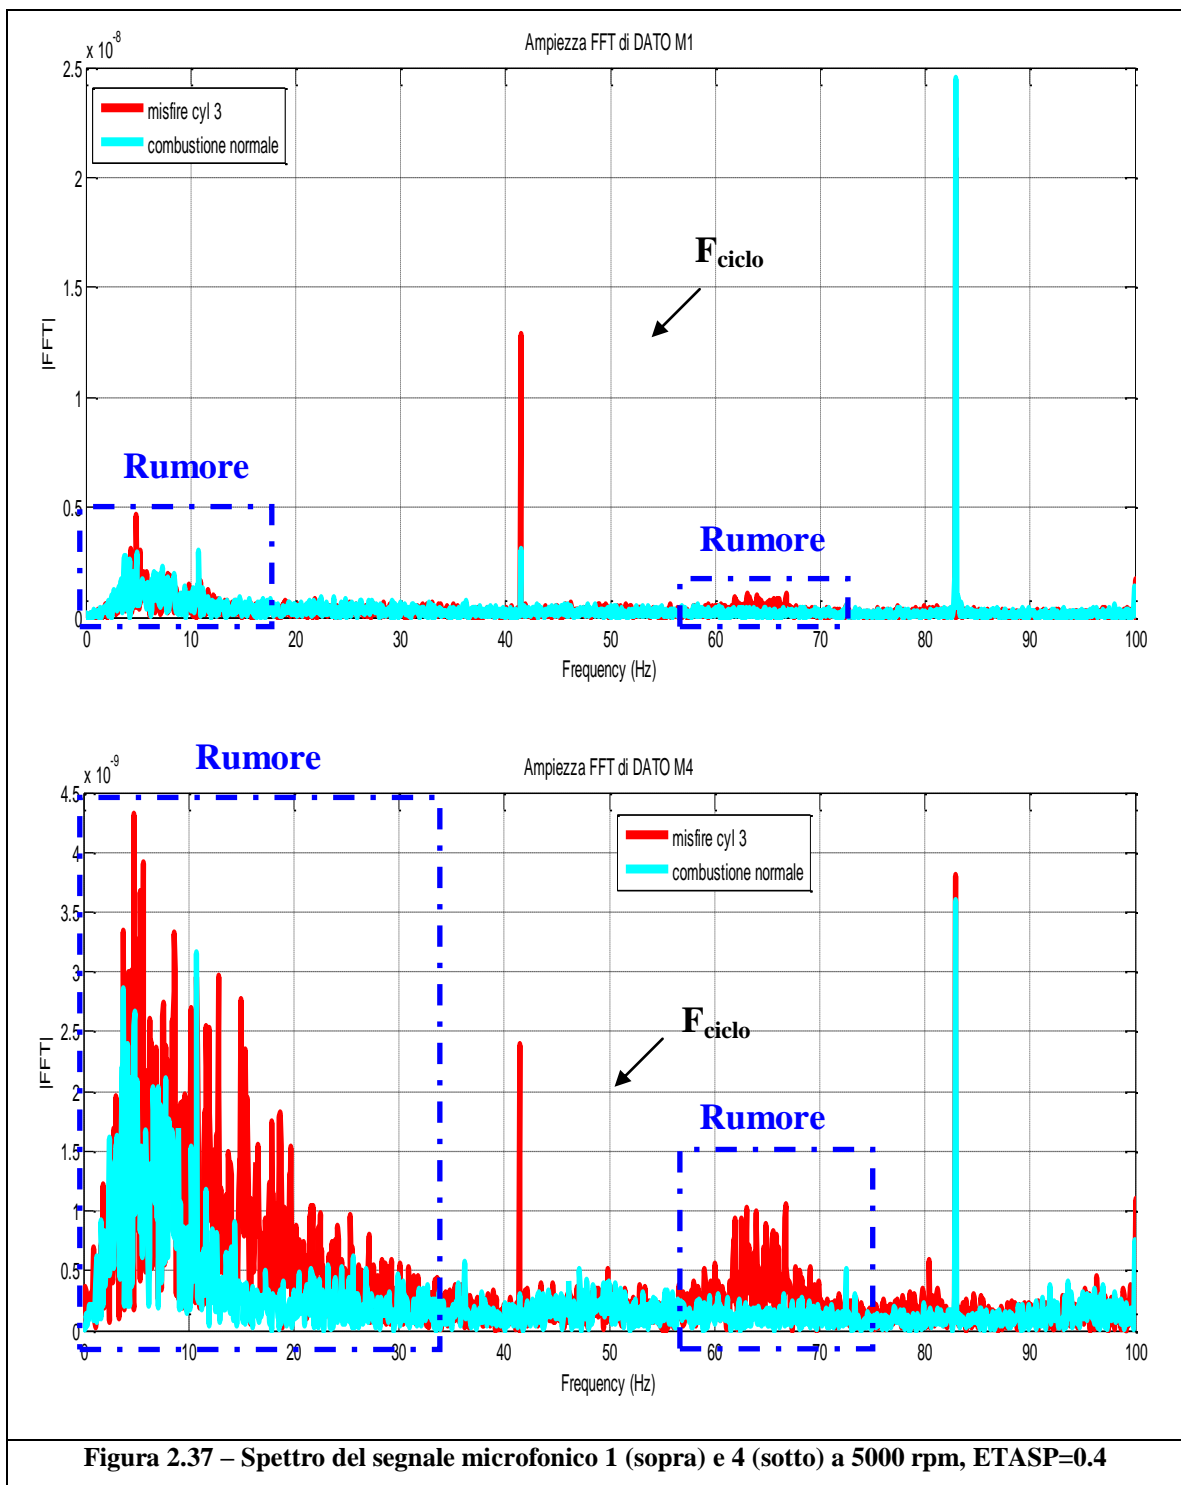 Ampiezza FFT di DATO M1
x 10^-8
2.5
2
1.5
1
0.5
0
|FFT|
misfire cyl 3
combustione normale
F_ciclo
Rumore
Rumore
0 10 20 30 40 50 60 70 80 90 100
Frequency (Hz)
Rumore
Ampiezza FFT di DATO M4
x 10^-9
4.5
4
3.5
3
2.5
2
1.5
1
0.5
0
|FFT|
misfire cyl 3
combustione normale
F_ciclo
Rumore
0 10 20 30 40 50 60 70 80 90 100
Frequency (Hz)
Figura 2.37 – Spettro del segnale microfonico 1 (sopra) e 4 (sotto) a 5000 rpm, ETASP=0.4